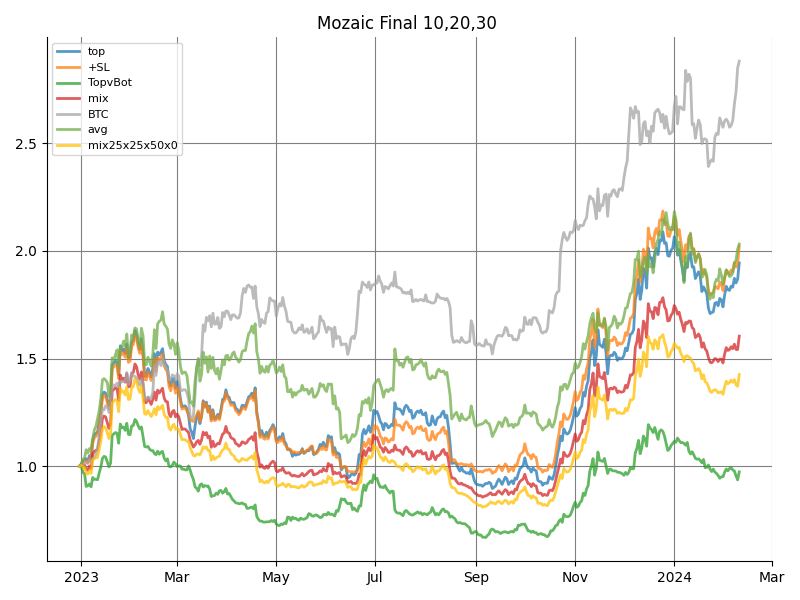 Mozaic Final 10,20,30
top
+SL
TopvBot
mix
BTC
avg
mix25x25x50x0
2.5
2.0
1.5
1.0
2023 Mar May Jul Sep Nov 2024 Mar